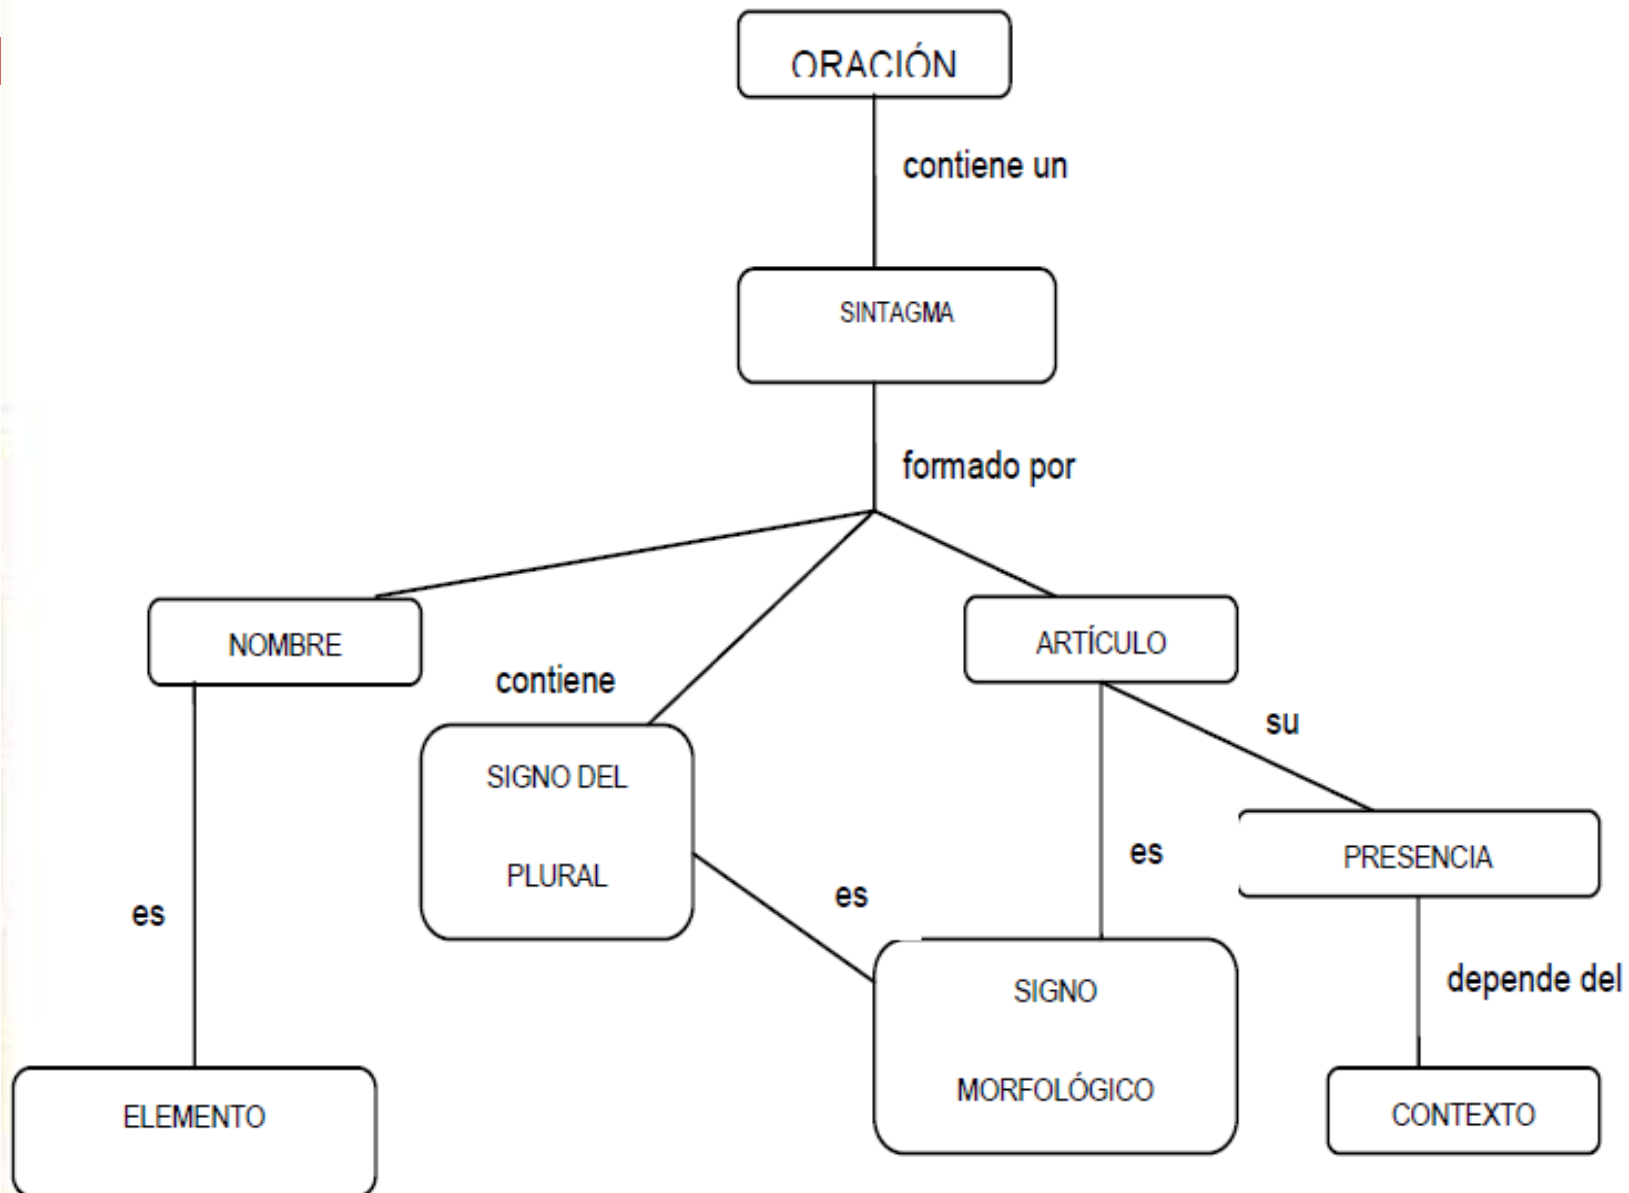 ORACIÓN
contiene un
SINTAGMA
formado por
NOMBRE
ARTÍCULO
contiene
su
SIGNO DEL
PLURAL
es
es
PRESENCIA
es
SIGNO
MORFOLÓGICO
depende del
ELEMENTO
CONTEXTO